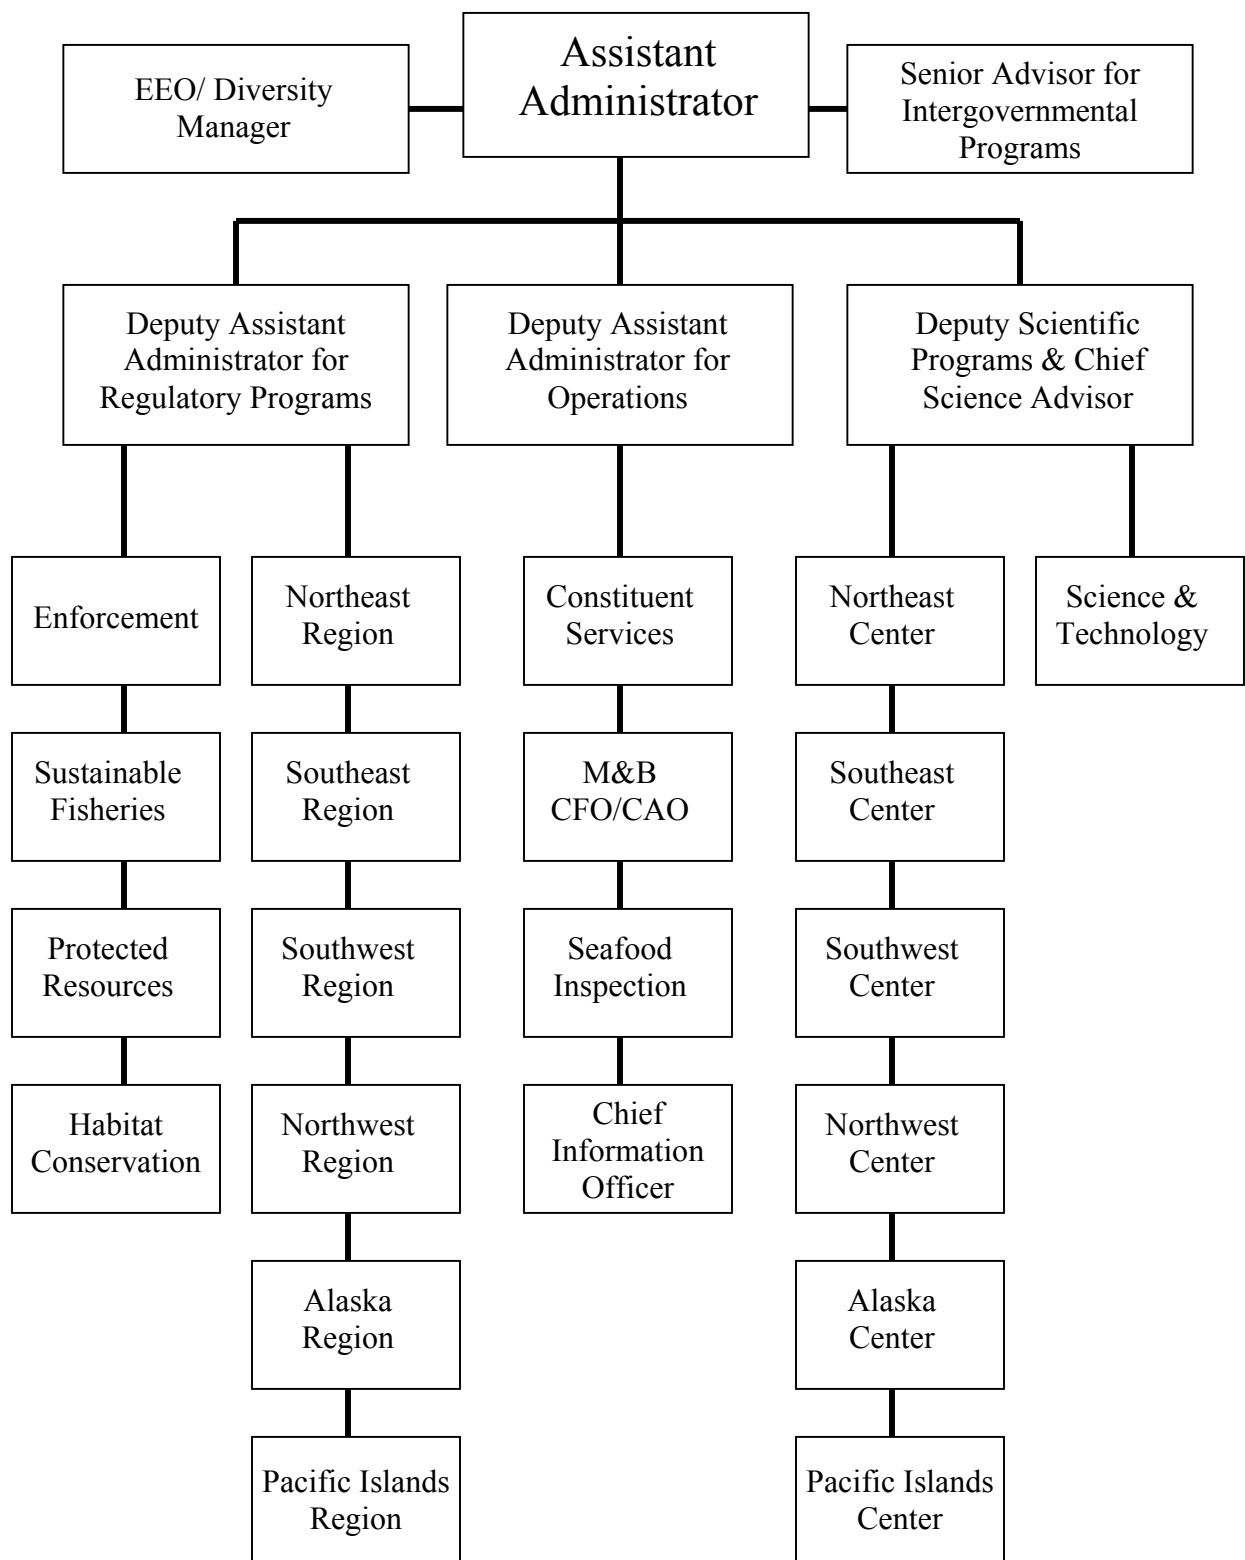 Assistant
Administrator
EEO/ Diversity
Manager
Senior Advisor for
Intergovernmental
Programs
Deputy Assistant
Administrator for
Regulatory Programs
Deputy Assistant
Administrator for
Operations
Deputy Scientific
Programs & Chief
Science Advisor
Enforcement
Northeast
Region
Constituent
Services
Northeast
Center
Science &
Technology
Sustainable
Fisheries
Southeast
Region
M&B
CFO/CAO
Southeast
Center
Protected
Resources
Southwest
Region
Seafood
Inspection
Southwest
Center
Habitat
Conservation
Northwest
Region
Chief
Information
Officer
Northwest
Center
Alaska
Region
Alaska
Center
Pacific Islands
Region
Pacific Islands
Center